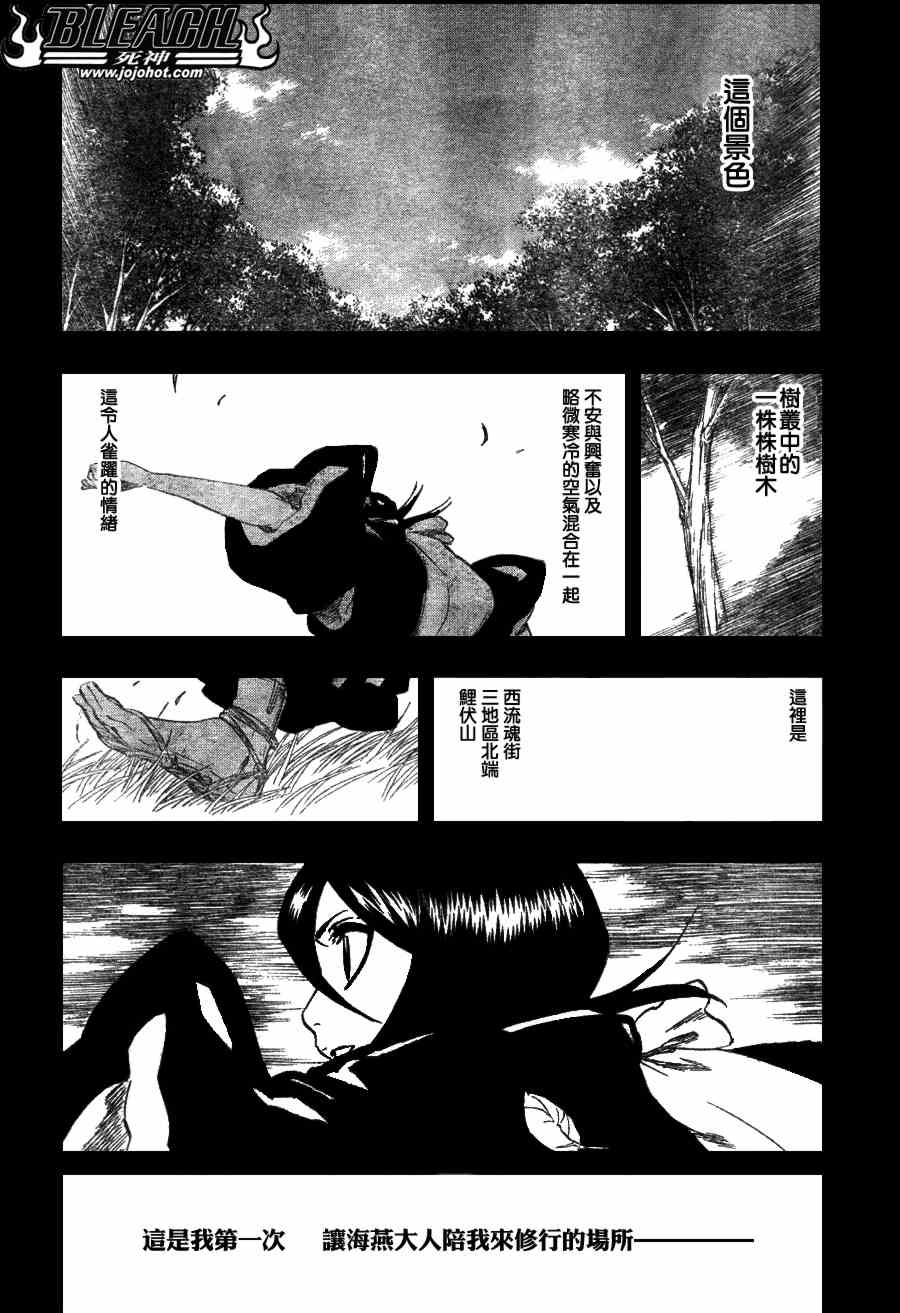 BLEACH
死神
www.jojohot.com
這個景色
樹叢中的
一株株樹木
不安與興奮以及
略微寒冷的空氣混合在一起
這令人雀躍的情緒
這裡是
西流魂街
三地區北端
鯉伏山
這是我第一次 讓海燕大人陪我來修行的場所————